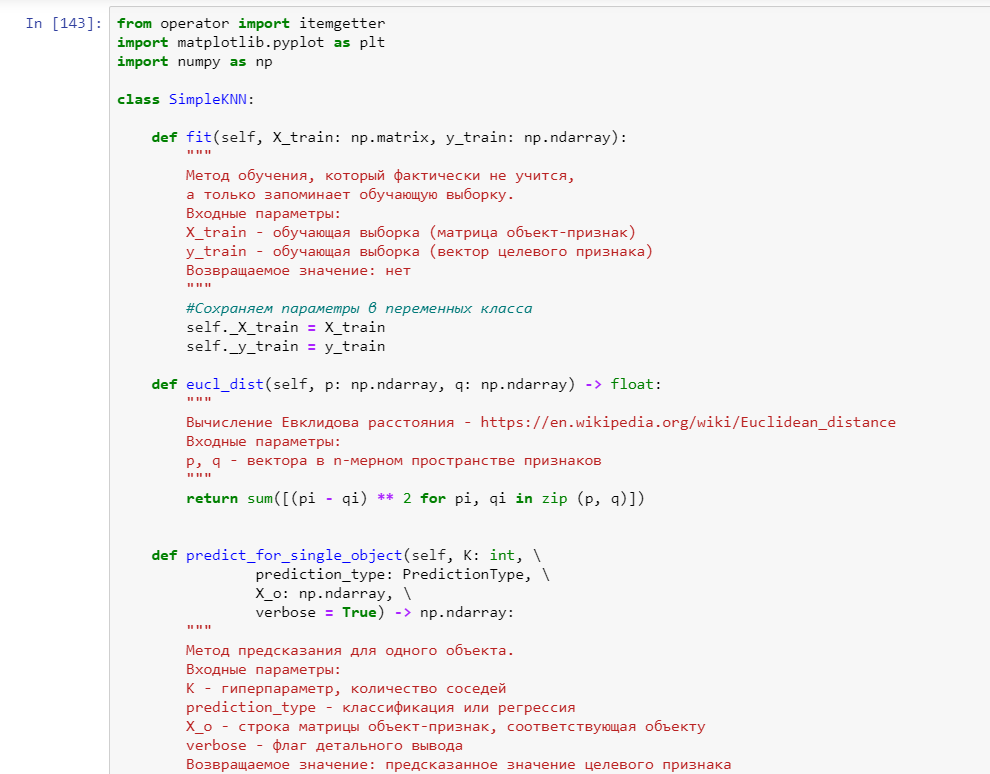 In [143]: from operator import itemgetter
import matplotlib.pyplot as plt
import numpy as np
class SimpleKNN:
def fit(self, X_train: np.matrix, y_train: np.ndarray):
"""
Метод обучения, который фактически не учится,
а только запоминает обучающую выборку.
Входные параметры:
X_train - обучающая выборка (матрица объект-признак)
y_train - обучающая выборка (вектор целевого признака)
Возвращаемое значение: нет
"""
#Сохраняем параметры в переменных класса
self._X_train = X_train
self._y_train = y_train
def eucl_dist(self, p: np.ndarray, q: np.ndarray) -> float:
"""
Вычисление Евклидова расстояния - https://en.wikipedia.org/wiki/Euclidean_distance
Входные параметры:
p, q - вектора в n-мерном пространстве признаков
"""
return sum([(pi - qi) ** 2 for pi, qi in zip (p, q)])
def predict_for_single_object(self, K: int, \
prediction_type: PredictionType, \
X_o: np.ndarray, \
verbose = True) -> np.ndarray:
"""
Метод предсказания для одного объекта.
Входные параметры:
K - гиперпараметр, количество соседей
prediction_type - классификация или регрессия
X_o - строка матрицы объект-признак, соответствующая объекту
verbose - флаг детального вывода
Возвращаемое значение: предсказанное значение целевого признака